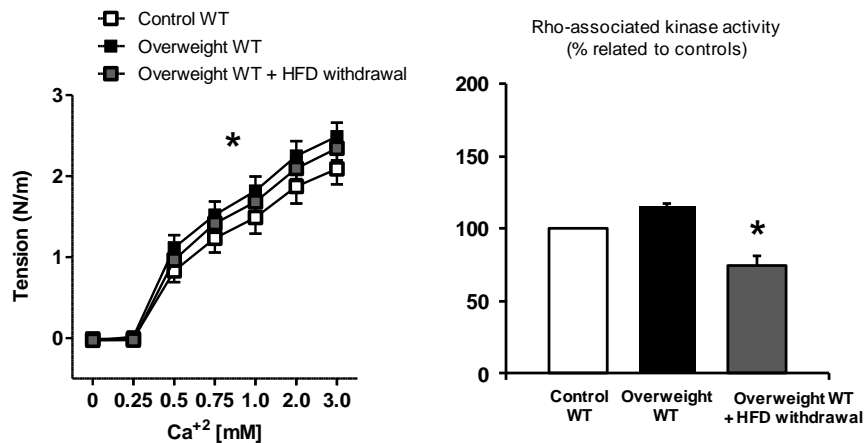 Control WT
Overweight WT
Overweight WT + HFD withdrawal
Tension (N/m)
3
2
1
0
*
0 0.25 0.5 0.75 1.0 2.0 3.0
Ca+2 [mM]
Rho-associated kinase activity
(% related to controls)
200
150
100
50
0
*
Control
WT
Overweight
WT
Overweight WT
+ HFD withdrawal